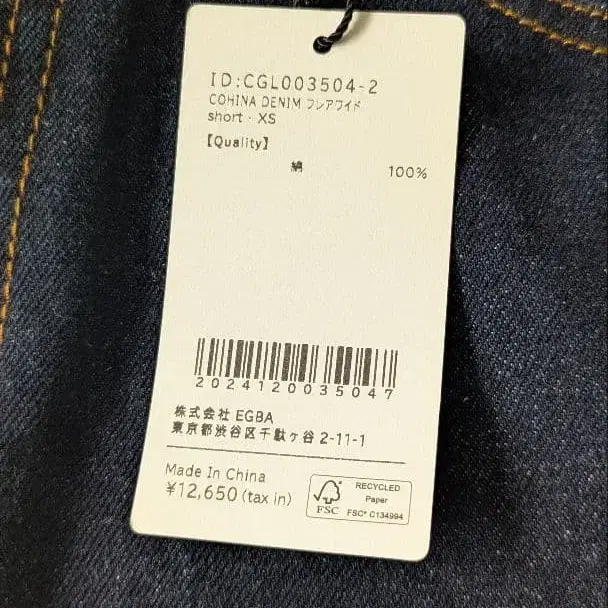 ID:CGL003504-2
COHINA DENIM フレアワイド
short・XS
【Quality】
綿 100%
2024120035047
株式会社 EGBA
東京都渋谷区千駄ヶ谷 2-11-1
Made In China
¥12,650 (tax in)
FSC
RECYCLED
Paper
FSC® C134994